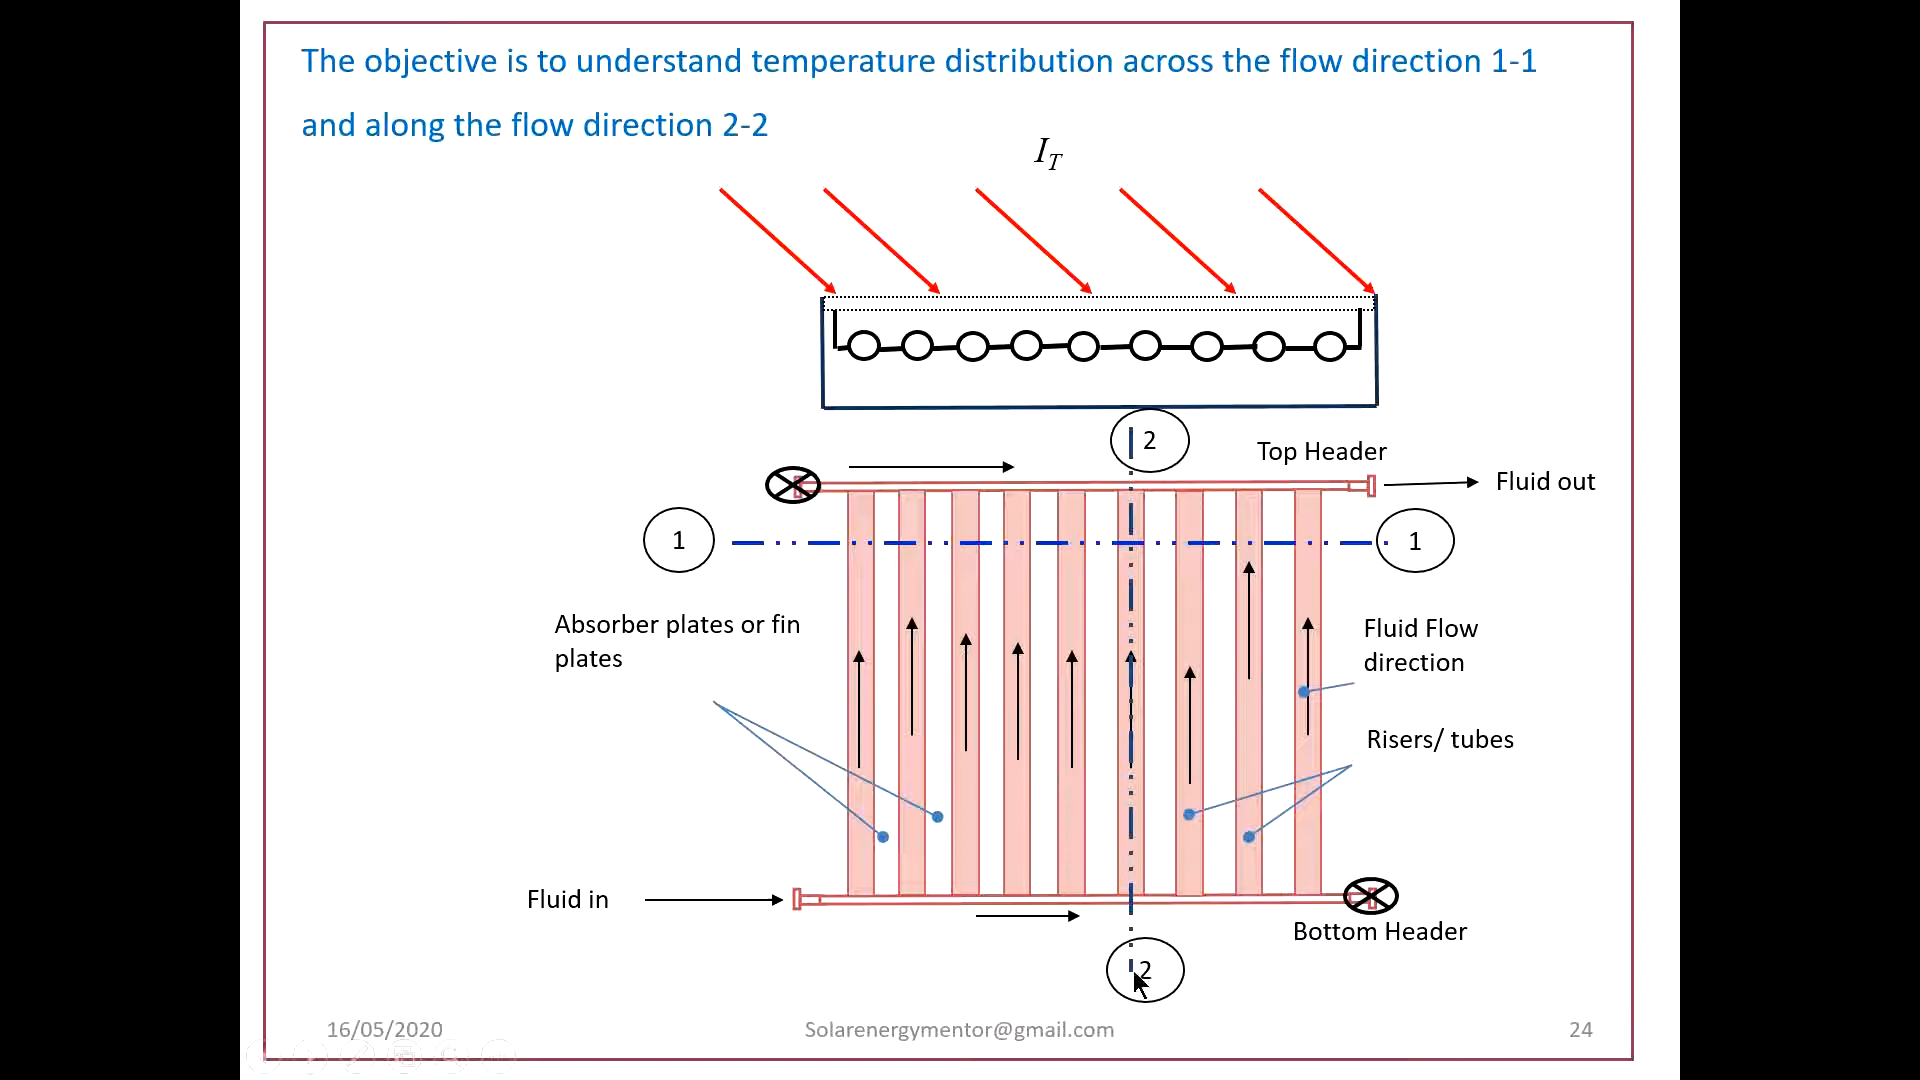 The objective is to understand temperature distribution across the flow direction 1-1
and along the flow direction 2-2
I_T
2
Top Header
Fluid out
1
1
Absorber plates or fin
plates
Fluid Flow
direction
Risers/ tubes
Fluid in
Bottom Header
2
16/05/2020
Solarenergymentor@gmail.com
24